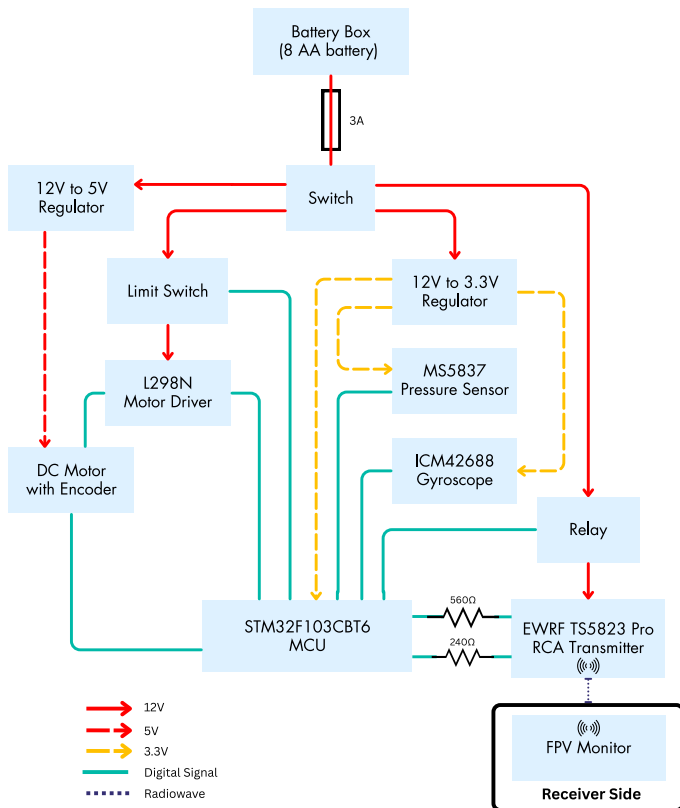 Battery Box
(8 AA battery)
3A
12V to 5V
Regulator
Switch
Limit Switch
12V to 3.3V
Regulator
L298N
Motor Driver
MS5837
Pressure Sensor
DC Motor
with Encoder
ICM42688
Gyroscope
Relay
STM32F103CBT6
MCU
560Ω
240Ω
EWRF TS5823 Pro
RCA Transmitter
FPV Monitor
Receiver Side
12V
5V
3.3V
Digital Signal
Radiowave